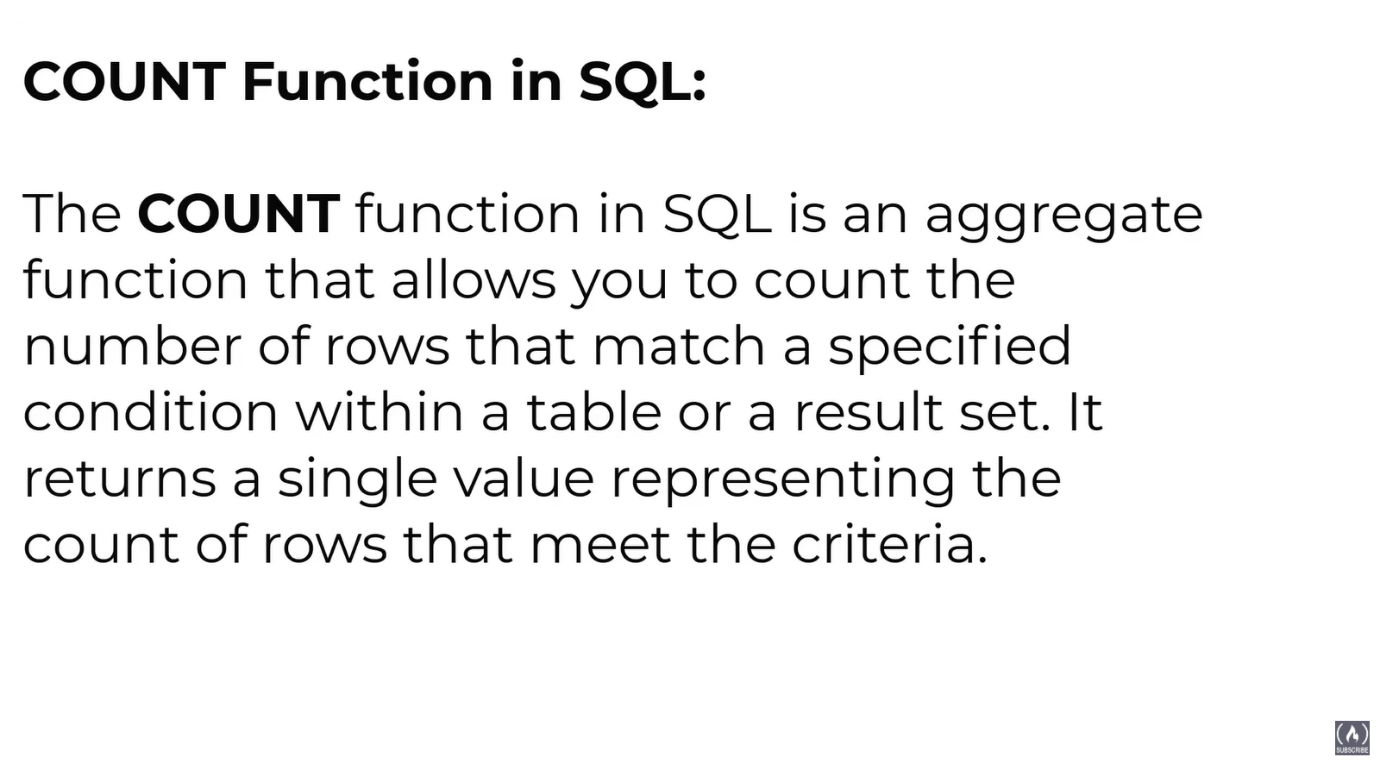 COUNT Function in SQL:
The COUNT function in SQL is an aggregate
function that allows you to count the
number of rows that match a specified
condition within a table or a result set. It
returns a single value representing the
count of rows that meet the criteria.
SUBSCRIBE